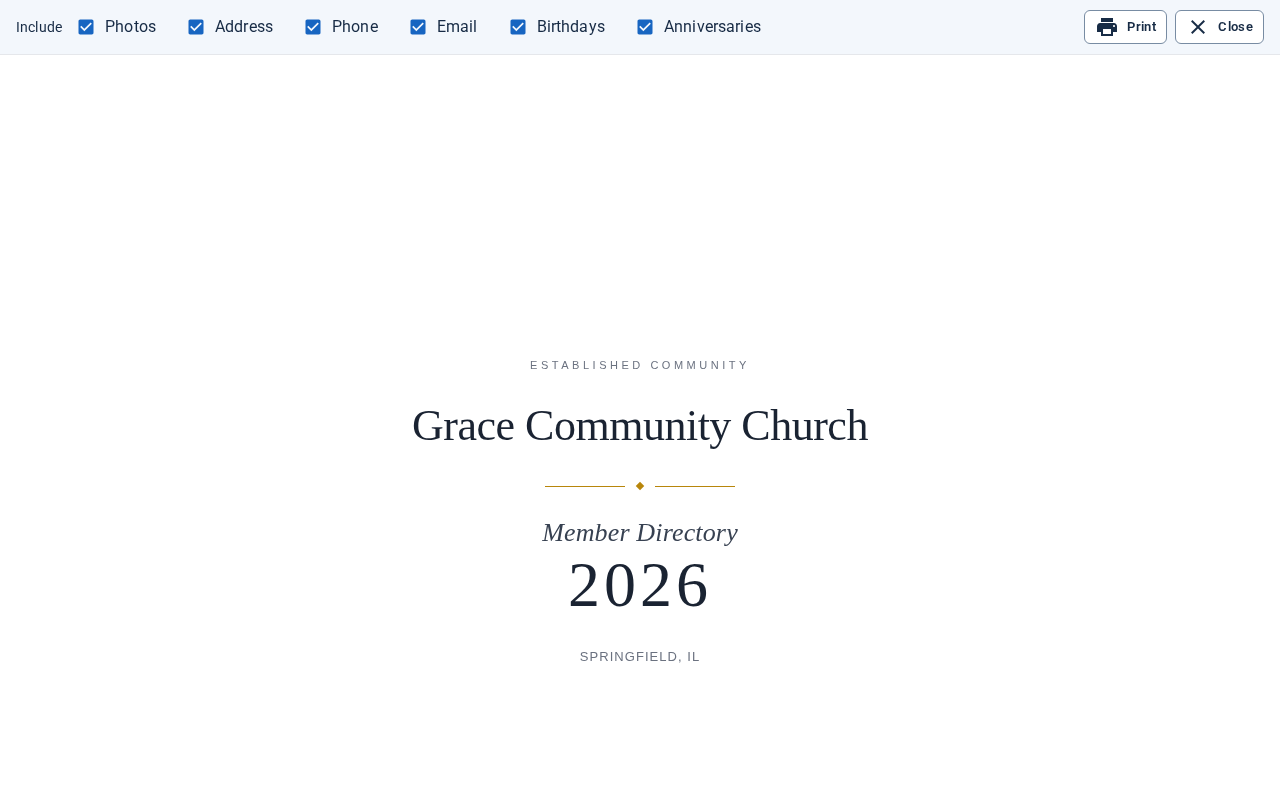 Include Photos Address Phone Email Birthdays Anniversaries Print Close
ESTABLISHED COMMUNITY
Grace Community Church
Member Directory
2026
SPRINGFIELD, IL